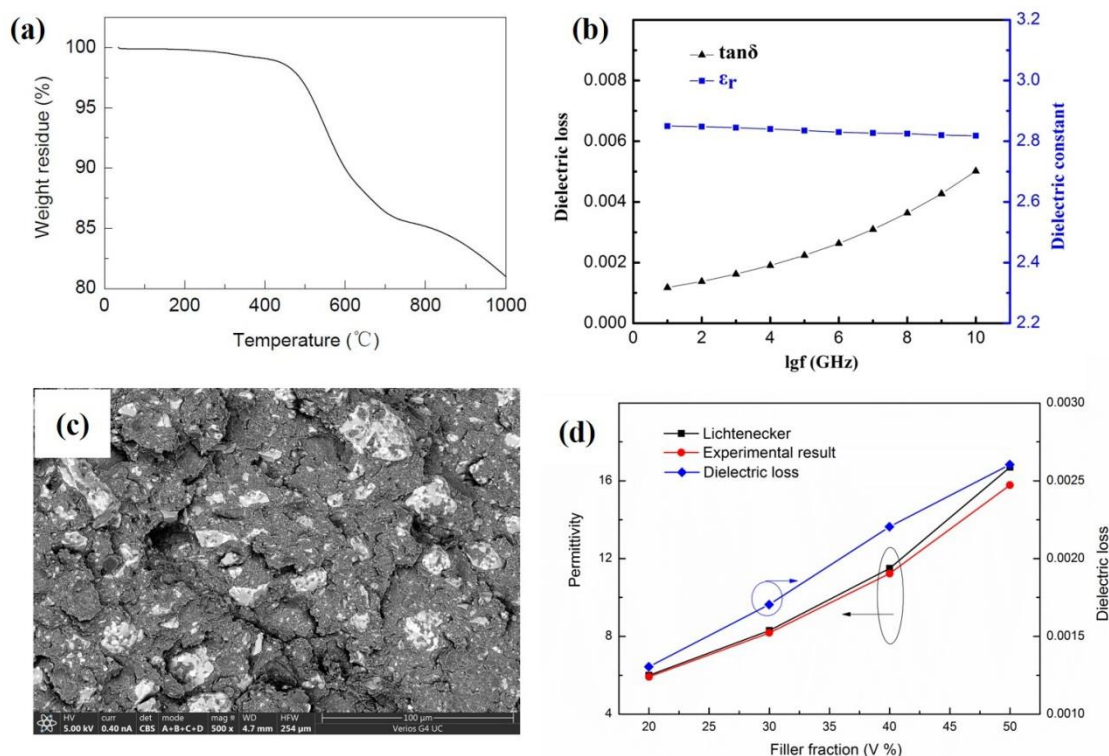 (a)
100
95
90
85
80
Weight residue (%)
0 200 400 600 800 1000
Temperature (℃)
(b)
tanδ
εr
0.008
0.006
0.004
0.002
0.000
Dielectric loss
3.2
3.0
2.8
2.6
2.4
2.2
Dielectric constant
0 2 4 6 8 10
lgf (GHz)
(c)
HV curr det mode mag ⊞ WD HFW
5.00 kV 0.40 nA CBS A+B+C+D 500 x 4.7 mm 254 µm
100 µm
Verios G4 UC
(d)
Lichtenecker
Experimental result
Dielectric loss
16
12
8
4
Permittivity
0.0030
0.0025
0.0020
0.0015
0.0010
Dielectric loss
20 30 40 50
Filler fraction (V %)